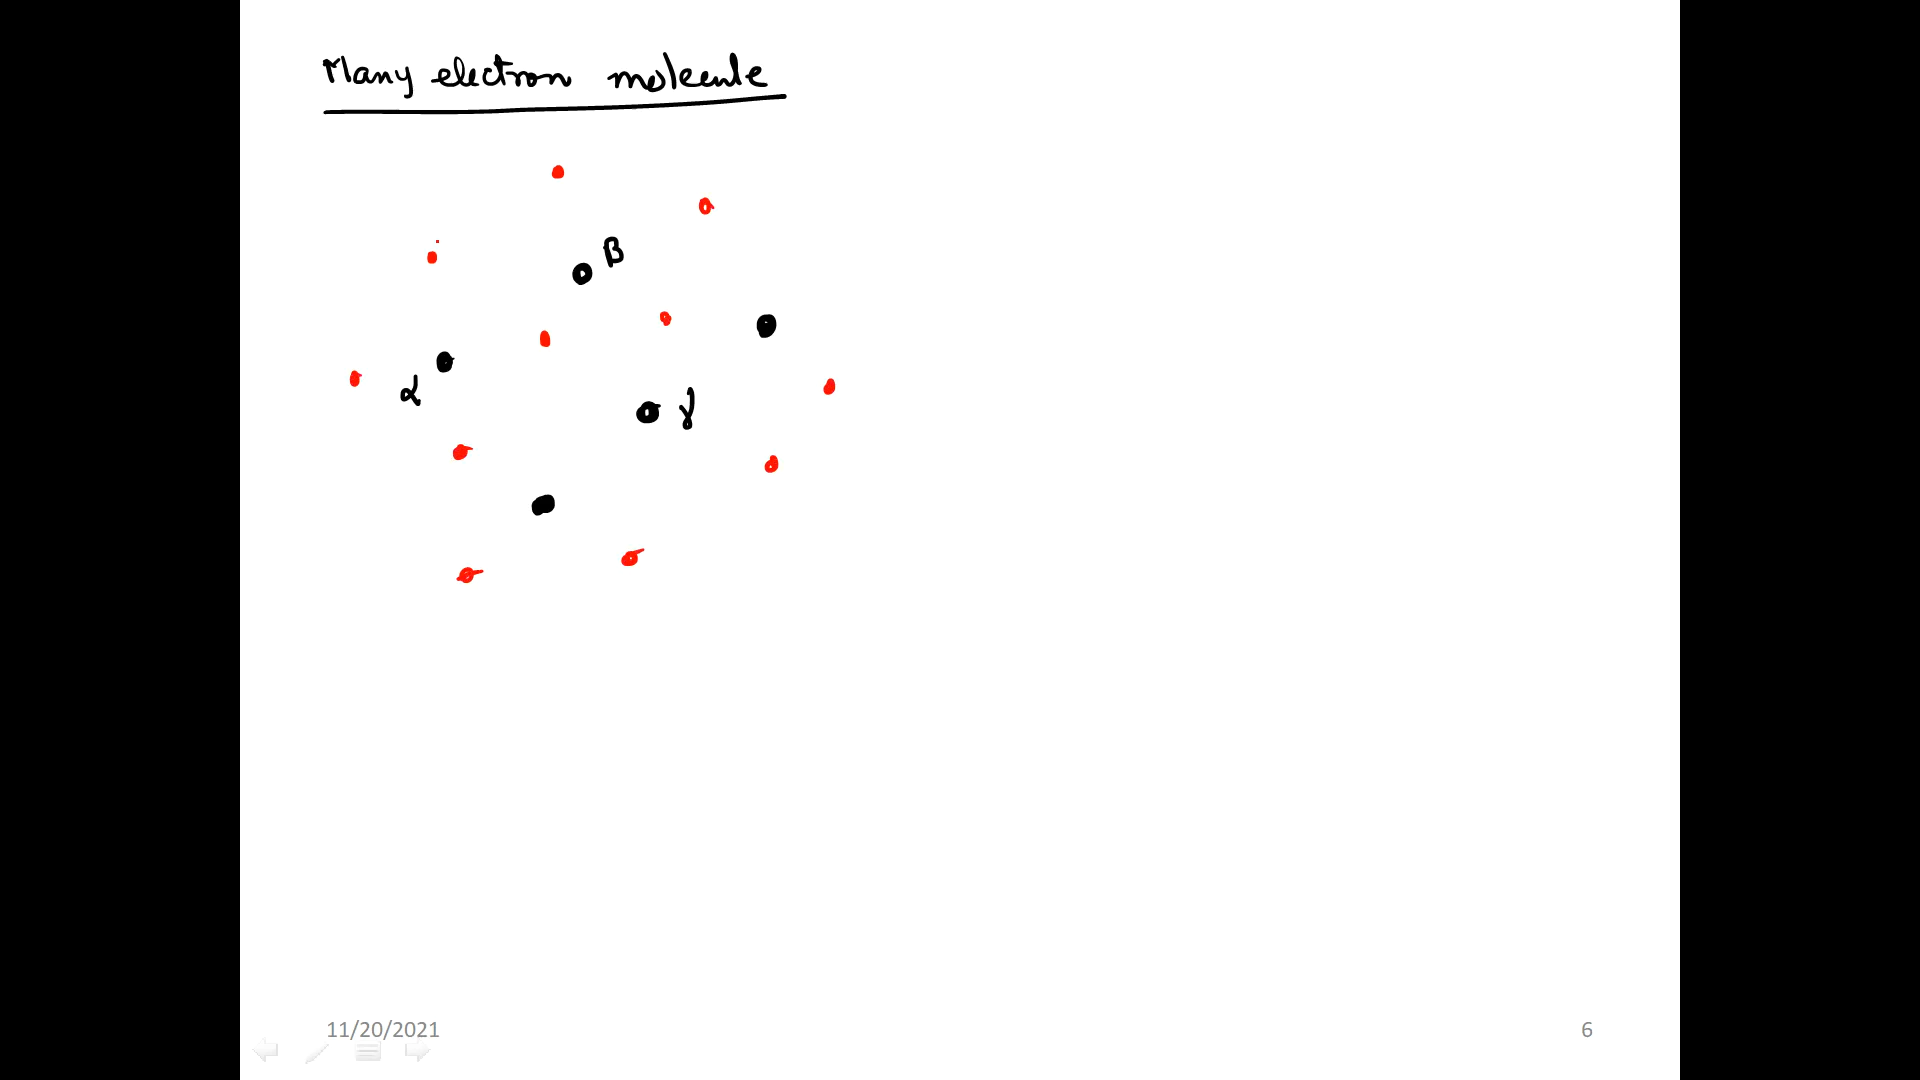 Many electron molecule
β
α
γ
11/20/2021
6